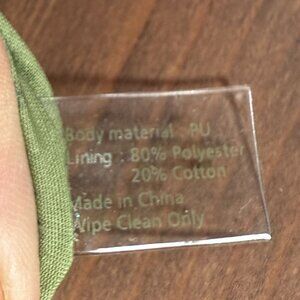 Body material : PU
Lining : 80% Polyester
20% Cotton
Made in China
Wipe Clean Only